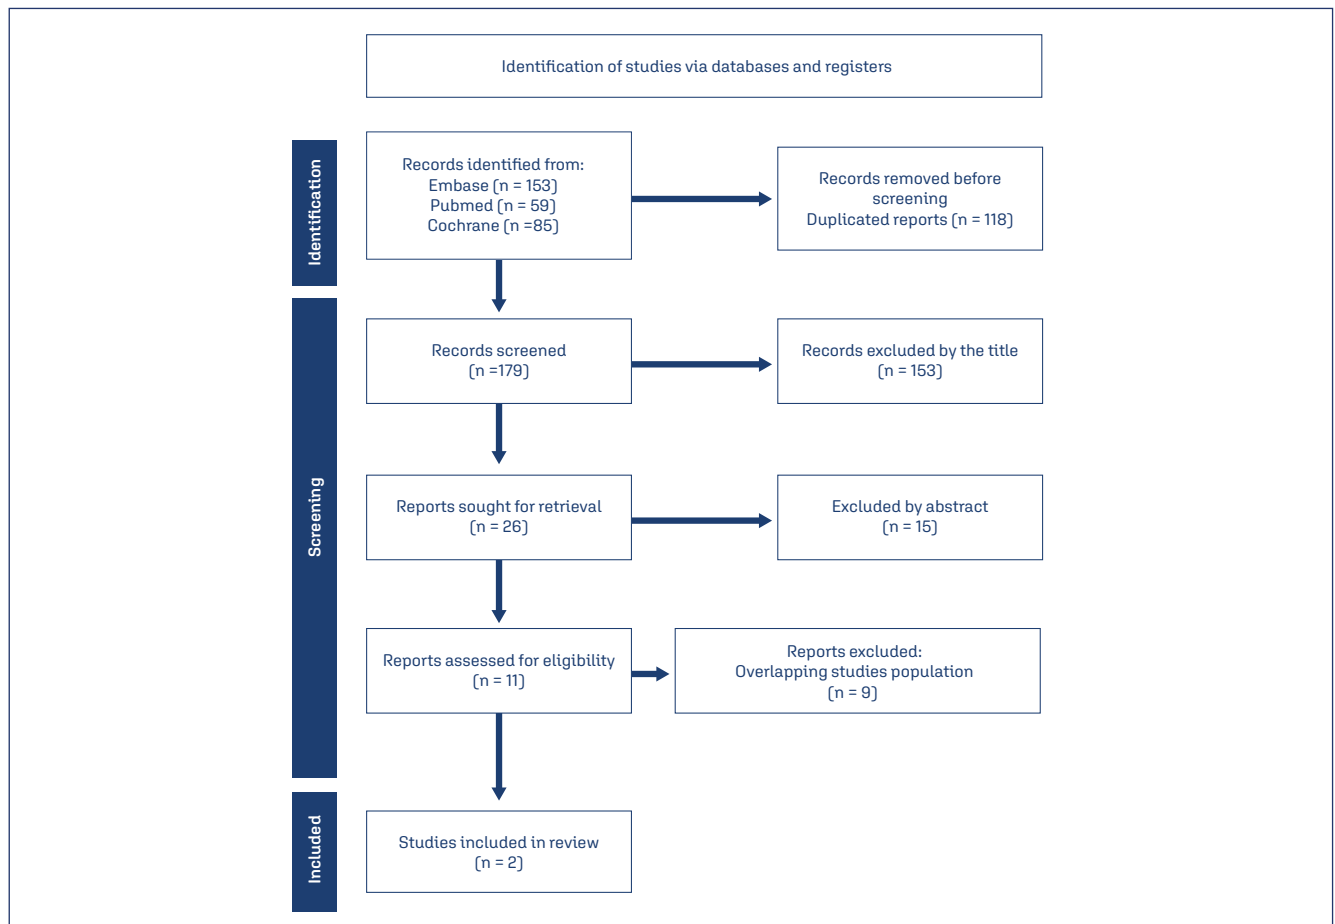 Identification of studies via databases and registers
Identification
Records identified from:
Embase (n = 153)
Pubmed (n = 59)
Cochrane (n =85)
Records removed before
screening
Duplicated reports (n = 118)
Screening
Records screened
(n =179)
Records excluded by the title
(n = 153)
Reports sought for retrieval
(n = 26)
Excluded by abstract
(n = 15)
Reports assessed for eligibility
(n = 11)
Reports excluded:
Overlapping studies population
(n = 9)
Included
Studies included in review
(n = 2)